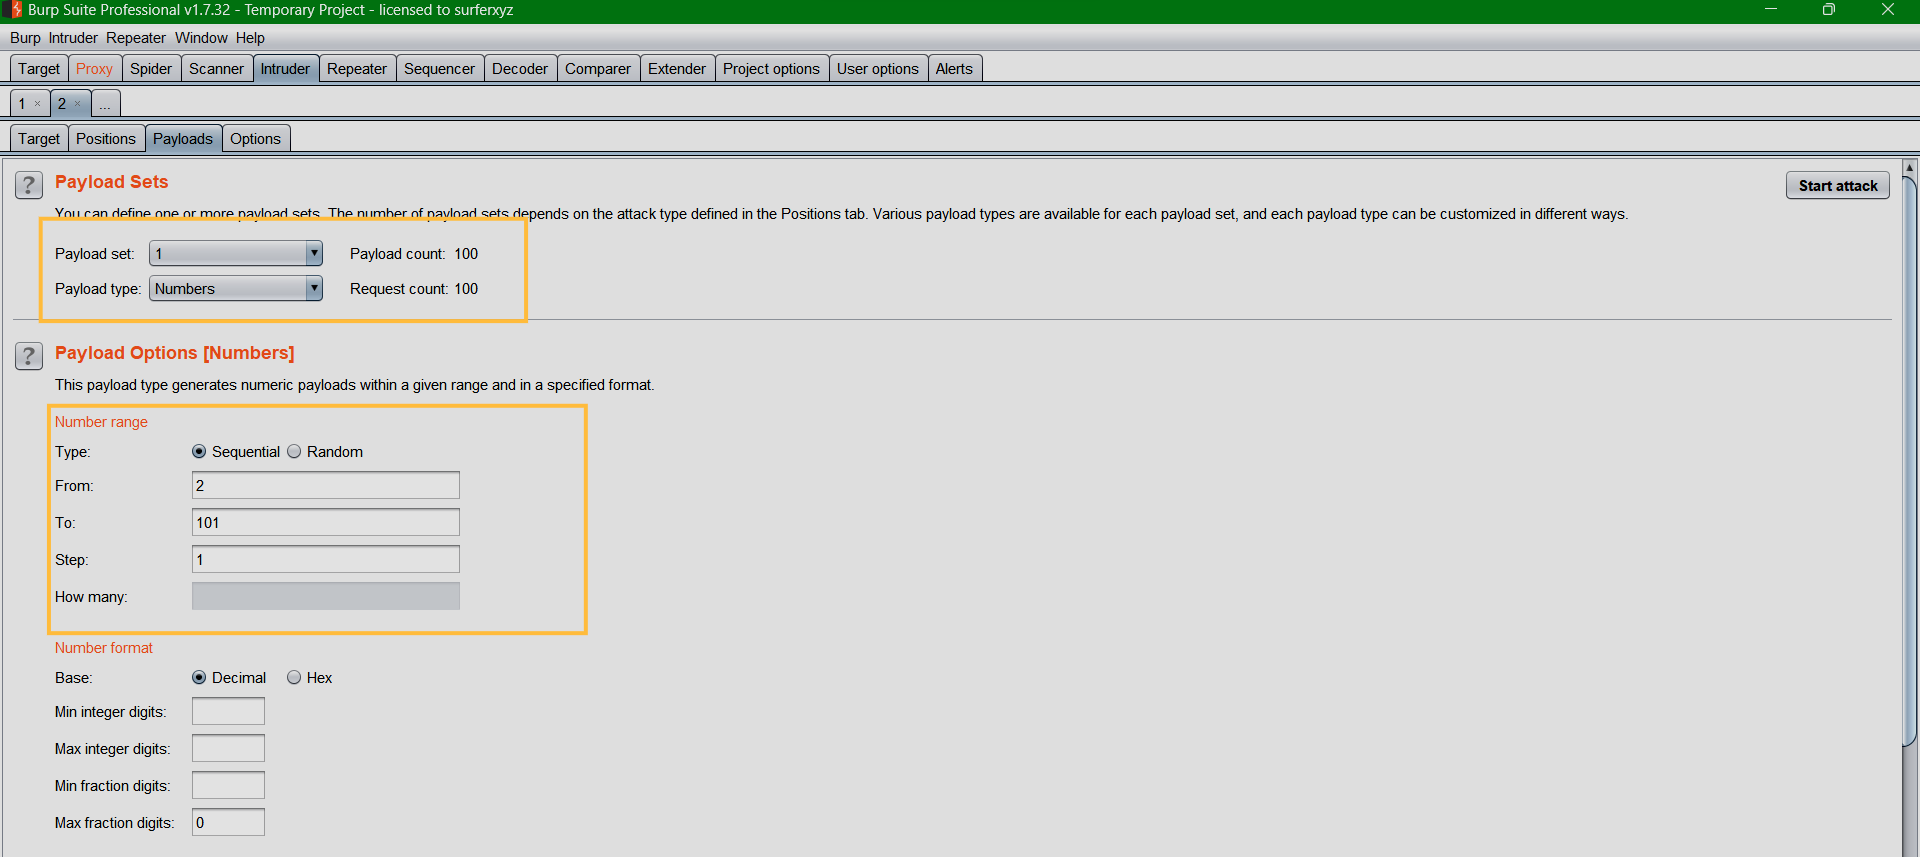 Burp Suite Professional v1.7.32 - Temporary Project - licensed to surferxyz
Burp Intruder Repeater Window Help
Target Proxy Spider Scanner Intruder Repeater Sequencer Decoder Comparer Extender Project options User options Alerts
1 × 2 × ...
Target Positions Payloads Options
? Payload Sets Start attack
You can define one or more payload sets. The number of payload sets depends on the attack type defined in the Positions tab. Various payload types are available for each payload set, and each payload type can be customized in different ways.
Payload set: 1 Payload count: 100
Payload type: Numbers Request count: 100
? Payload Options [Numbers]
This payload type generates numeric payloads within a given range and in a specified format.
Number range
Type: Sequential Random
From: 2
To: 101
Step: 1
How many:
Number format
Base: Decimal Hex
Min integer digits:
Max integer digits:
Min fraction digits:
Max fraction digits: 0